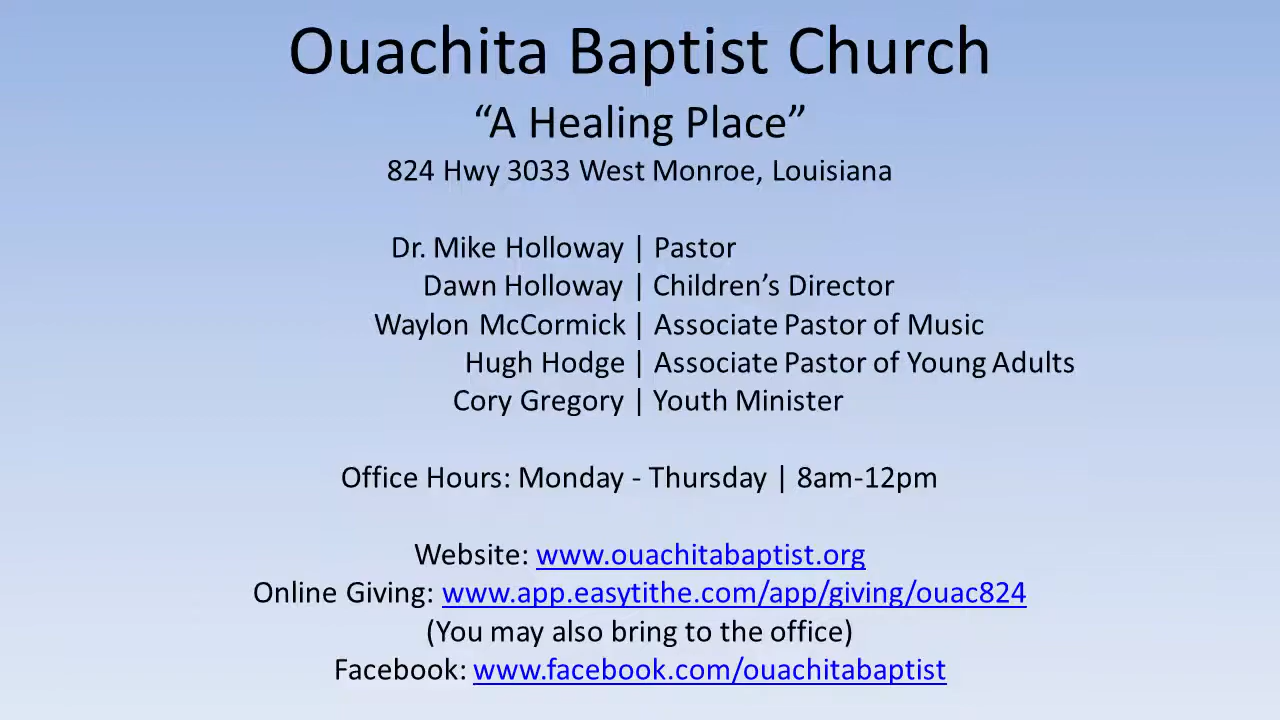 Ouachita Baptist Church
“A Healing Place”
824 Hwy 3033 West Monroe, Louisiana
Dr. Mike Holloway | Pastor
Dawn Holloway | Children’s Director
Waylon McCormick | Associate Pastor of Music
Hugh Hodge | Associate Pastor of Young Adults
Cory Gregory | Youth Minister
Office Hours: Monday - Thursday | 8am-12pm
Website: www.ouachitabaptist.org
Online Giving: www.app.easytithe.com/app/giving/ouac824
(You may also bring to the office)
Facebook: www.facebook.com/ouachitabaptist